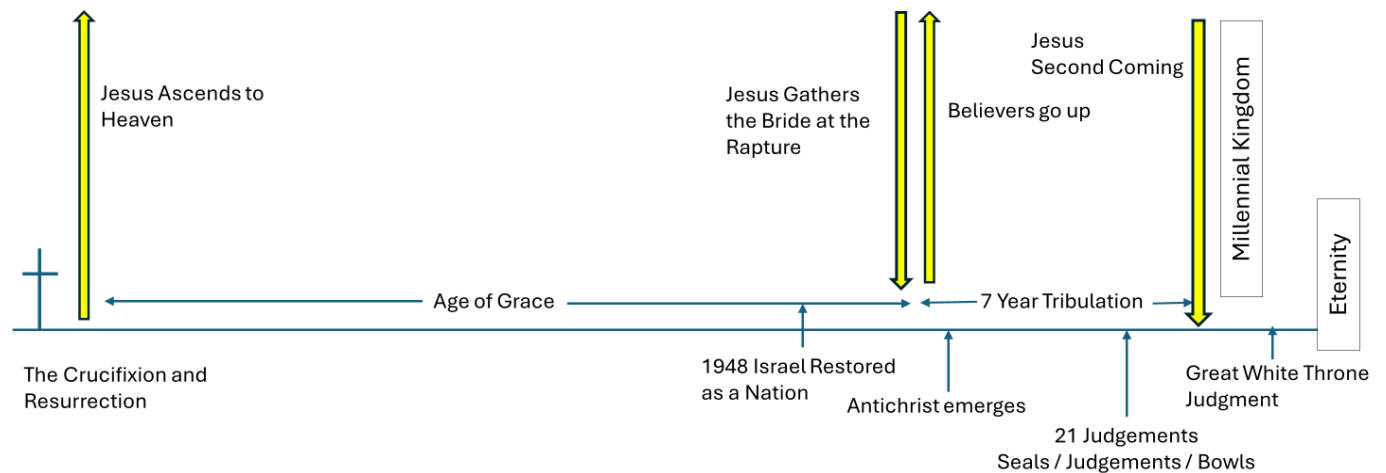 Jesus Ascends to
Heaven
Jesus Gathers
the Bride at the
Rapture
Believers go up
Jesus
Second Coming
Millennial Kingdom
Eternity
Age of Grace
7 Year Tribulation
The Crucifixion and
Resurrection
1948 Israel Restored
as a Nation
Antichrist emerges
21 Judgements
Seals / Judgements / Bowls
Great White Throne
Judgment